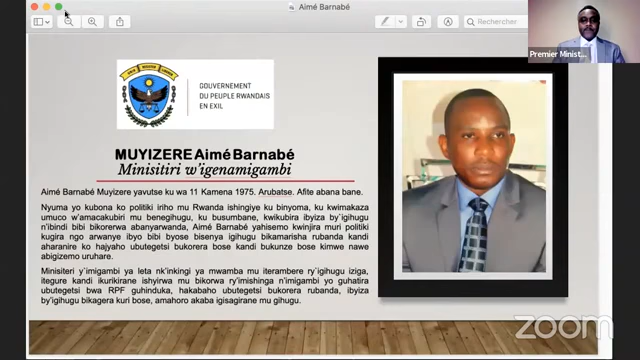 Aimé Barnabé
Rechercher
Premier Minist...
GOUVERNEMENT
DU PEUPLE RWANDAIS
EN EXIL
MUYIZERE Aimé Barnabé
Minisitiri w'igenamigambi
Aimé Barnabé Muyizere yavutse ku wa 11 Kamena 1975. Arubatse. Afite abana bane.
Nyuma yo kubona ko politiki iriho mu Rwanda ishingiye ku binyoma, ku kwimakaza
umuco w'amacakubiri mu benegihugu, ku busumbane, kwikubira ibyiza by`igihugu
n'ibindi bibi bibikorerwa abanyarwanda, Aimé Barnabé yahisemo kwinjira muri politiki
kugira ngo arwanye ibyo bibi byose bisenya igihugu bikamarisha rubanda kandi
aharanire ko hajyaho ubutegetsi bukorera bose kandi bukunze bose kimwe nawe
abigizemo uruhare.
Ministeri y`imigambi ya leta nk'inkingi ya mwamba mu iterambere ry`igihugu iziga,
itegure kandi ikurikirane ishyirwa mu bikorwa ry'imishinga n'imigambi yo guhatira
ubutegetsi bwa RPF guhinduka, hakabaho ubutegetsi bukorera rubanda, ibyiza
by'igihugu bikagera kuri bose, amahoro akaba igisagirane mu gihugu.
zoom